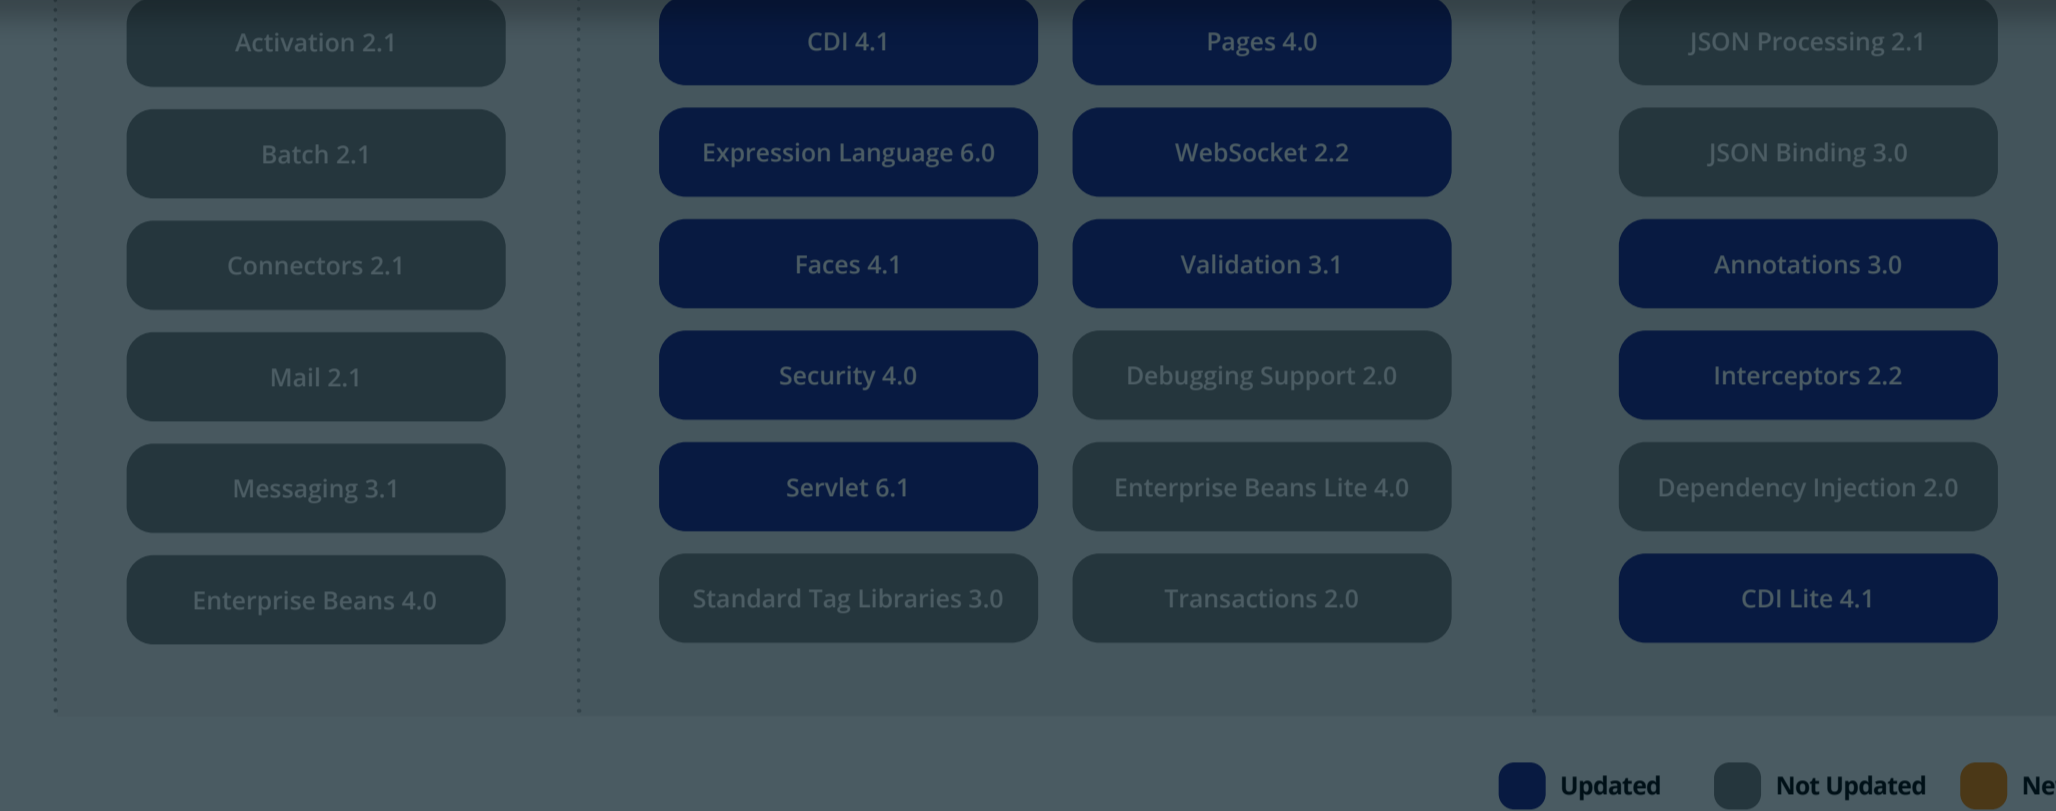 Activation 2.1
Batch 2.1
Connectors 2.1
Mail 2.1
Messaging 3.1
Enterprise Beans 4.0
CDI 4.1
Expression Language 6.0
Faces 4.1
Security 4.0
Servlet 6.1
Standard Tag Libraries 3.0
Pages 4.0
WebSocket 2.2
Validation 3.1
Debugging Support 2.0
Enterprise Beans Lite 4.0
Transactions 2.0
JSON Processing 2.1
JSON Binding 3.0
Annotations 3.0
Interceptors 2.2
Dependency Injection 2.0
CDI Lite 4.1
Updated
Not Updated